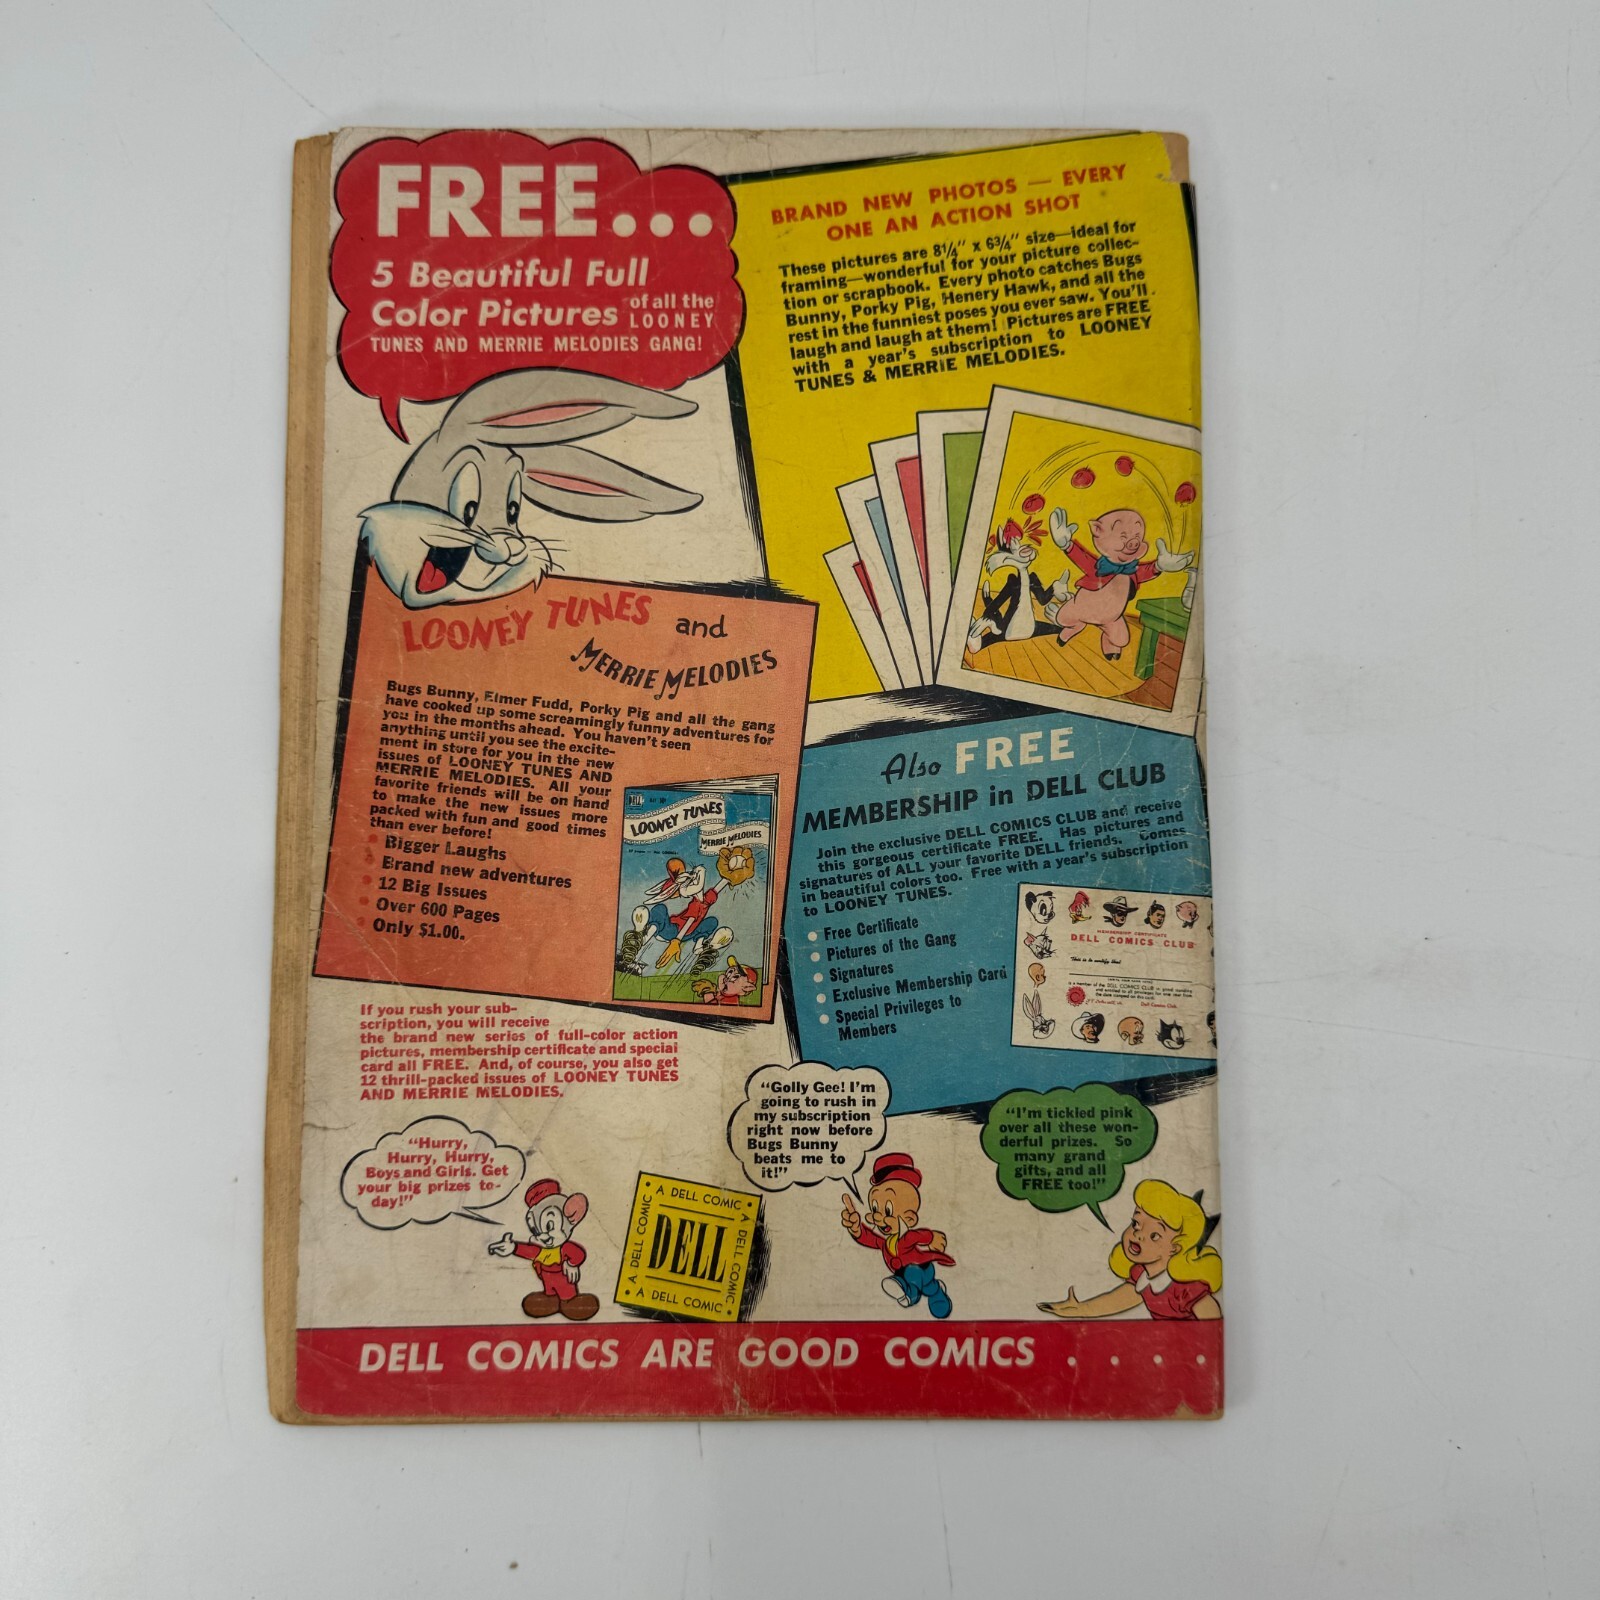 FREE...
5 Beautiful Full
Color Pictures of all the
LOONEY
TUNES AND MERRIE MELODIES GANG!
BRAND NEW PHOTOS — EVERY
ONE AN ACTION SHOT
These pictures are 8¼" x 6¾" size—ideal for
framing—wonderful for your picture collec-
tion or scrapbook. Every photo catches Bugs
Bunny, Porky Pig, Henery Hawk, and all the
rest in the funniest poses you ever saw. You'll
laugh and laugh at them! Pictures are FREE
with a year's subscription to LOONEY
TUNES & MERRIE MELODIES.
LOONEY TUNES and
MERRIE MELODIES
Bugs Bunny, Elmer Fudd, Porky Pig and all the gang
have cooked up some screamingly funny adventures for
you in the months ahead. You haven't seen
anything until you see the excite-
ment in store for you in the new
issues of LOONEY TUNES AND
MERRIE MELODIES. All your
favorite friends will be on hand
to make the new issues more
packed with fun and good times
than ever before!
• Bigger Laughs
• Brand new adventures
• 12 Big Issues
• Over 600 Pages
• Only $1.00.
DELL
LOONEY TUNES
MERRIE MELODIES
Also FREE
MEMBERSHIP in DELL CLUB
Join the exclusive DELL COMICS CLUB and receive
this gorgeous certificate FREE. Has pictures and
signatures of ALL your favorite DELL friends. Comes
in beautiful colors too. Free with a year's subscription
to LOONEY TUNES.
• Free Certificate
• Pictures of the Gang
• Signatures
• Exclusive Membership Card
• Special Privileges to
Members
MEMBERSHIP CERTIFICATE
DELL COMICS CLUB
This is to certify that
If you rush your sub-
scription, you will receive
the brand new series of full-color action
pictures, membership certificate and special
card all FREE. And, of course, you also get
12 thrill-packed issues of LOONEY TUNES
AND MERRIE MELODIES.
"Hurry,
Hurry, Hurry,
Boys and Girls. Get
your big prizes to-
day!"
• A DELL COMIC •
A DELL COMIC
DELL
A DELL COMIC
• A DELL COMIC •
"Golly Gee! I'm
going to rush in
my subscription
right now before
Bugs Bunny
beats me to
it!"
"I'm tickled pink
over all these won-
derful prizes. So
many grand
gifts, and all
FREE too!"
DELL COMICS ARE GOOD COMICS . . . .